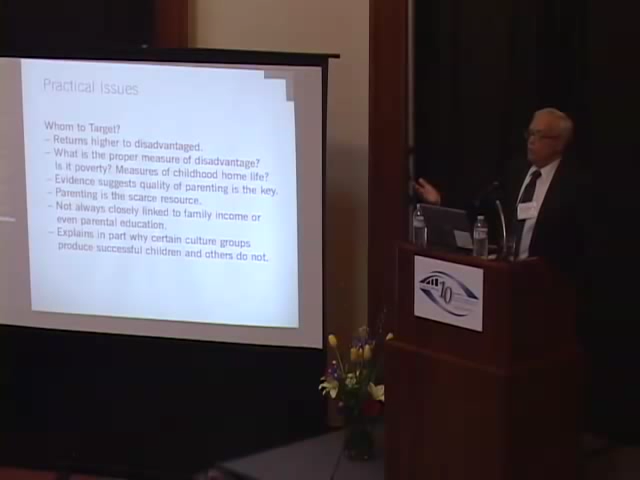 Practical Issues
Whom to Target?
– Returns higher to disadvantaged.
– What is the proper measure of disadvantage?
Is it poverty? Measures of childhood home life?
– Evidence suggests quality of parenting is the key.
– Parenting is the scarce resource.
– Not always closely linked to family income or
even parental education.
– Explains in part why certain culture groups
produce successful children and others do not.
10